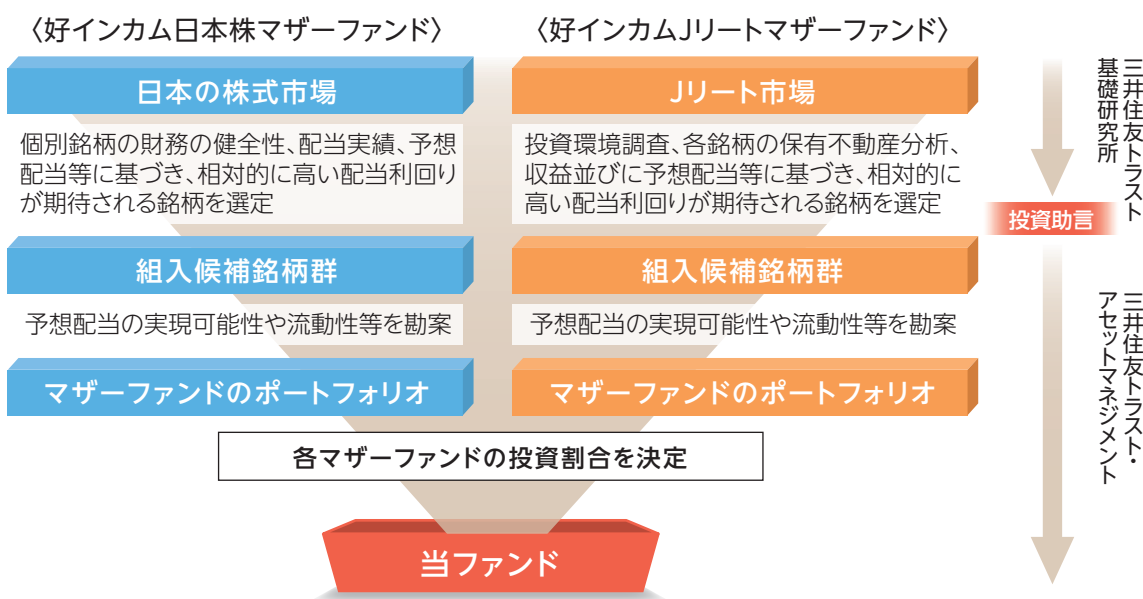 〈好インカム日本株マザーファンド〉
日本の株式市場
個別銘柄の財務の健全性、配当実績、予想
配当等に基づき、相対的に高い配当利回り
が期待される銘柄を選定
組入候補銘柄群
予想配当の実現可能性や流動性等を勘案
マザーファンドのポートフォリオ
〈好インカムJリートマザーファンド〉
Jリート市場
投資環境調査、各銘柄の保有不動産分析、
収益並びに予想配当等に基づき、相対的に
高い配当利回りが期待される銘柄を選定
組入候補銘柄群
予想配当の実現可能性や流動性等を勘案
マザーファンドのポートフォリオ
各マザーファンドの投資割合を決定
当ファンド
三井住友トラスト
基礎研究所
投資助言
三井住友トラスト・
アセットマネジメント